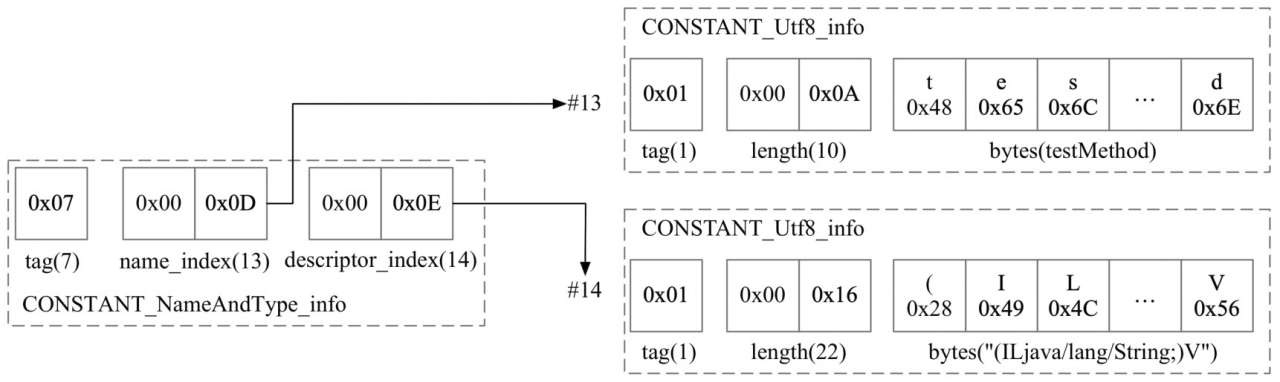 CONSTANT_Utf8_info
t e s d
0x01 0x00 0x0A 0x48 0x65 0x6C … 0x6E
#13
tag(1) length(10) bytes(testMethod)
0x07 0x00 0x0D 0x00 0x0E
tag(7) name_index(13) descriptor_index(14)
CONSTANT_NameAndType_info
CONSTANT_Utf8_info
#14
( I L V
0x01 0x00 0x16 0x28 0x49 0x4C … 0x56
tag(1) length(22) bytes("(ILjava/lang/String;)V")